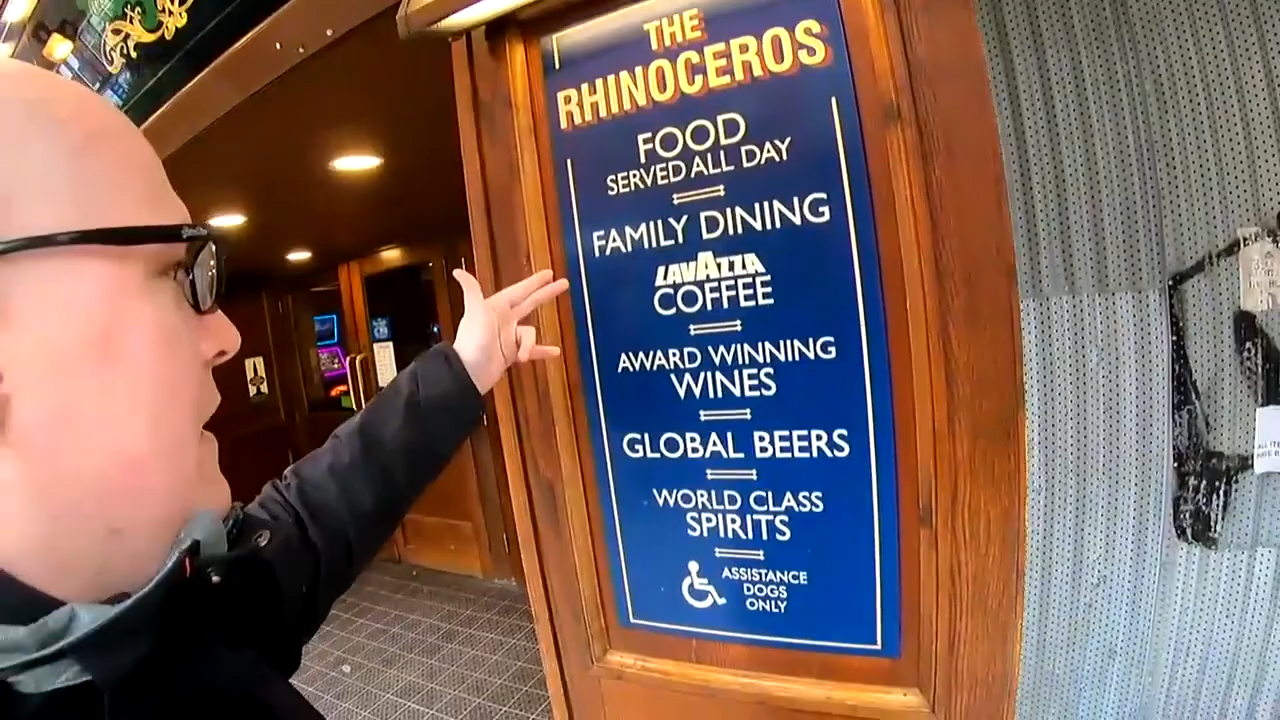 THE
RHINOCEROS
FOOD
SERVED ALL DAY
FAMILY DINING
LAVAZZA
COFFEE
AWARD WINNING
WINES
GLOBAL BEERS
WORLD CLASS
SPIRITS
ASSISTANCE
DOGS
ONLY